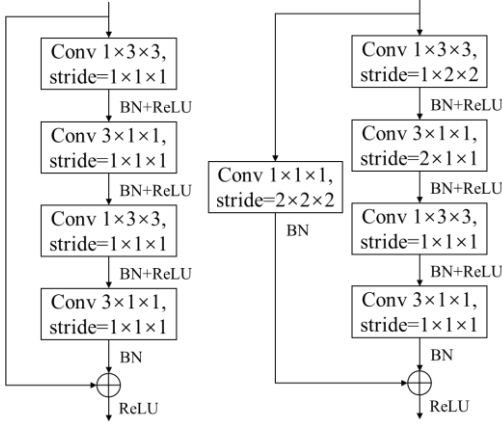 Conv 1×3×3,
stride=1×1×1
BN+ReLU
Conv 3×1×1,
stride=1×1×1
BN+ReLU
Conv 1×3×3,
stride=1×1×1
BN+ReLU
Conv 3×1×1,
stride=1×1×1
BN
ReLU
Conv 1×1×1,
stride=2×2×2
BN
Conv 1×3×3,
stride=1×2×2
BN+ReLU
Conv 3×1×1,
stride=2×1×1
BN+ReLU
Conv 1×3×3,
stride=1×1×1
BN+ReLU
Conv 3×1×1,
stride=1×1×1
BN
ReLU